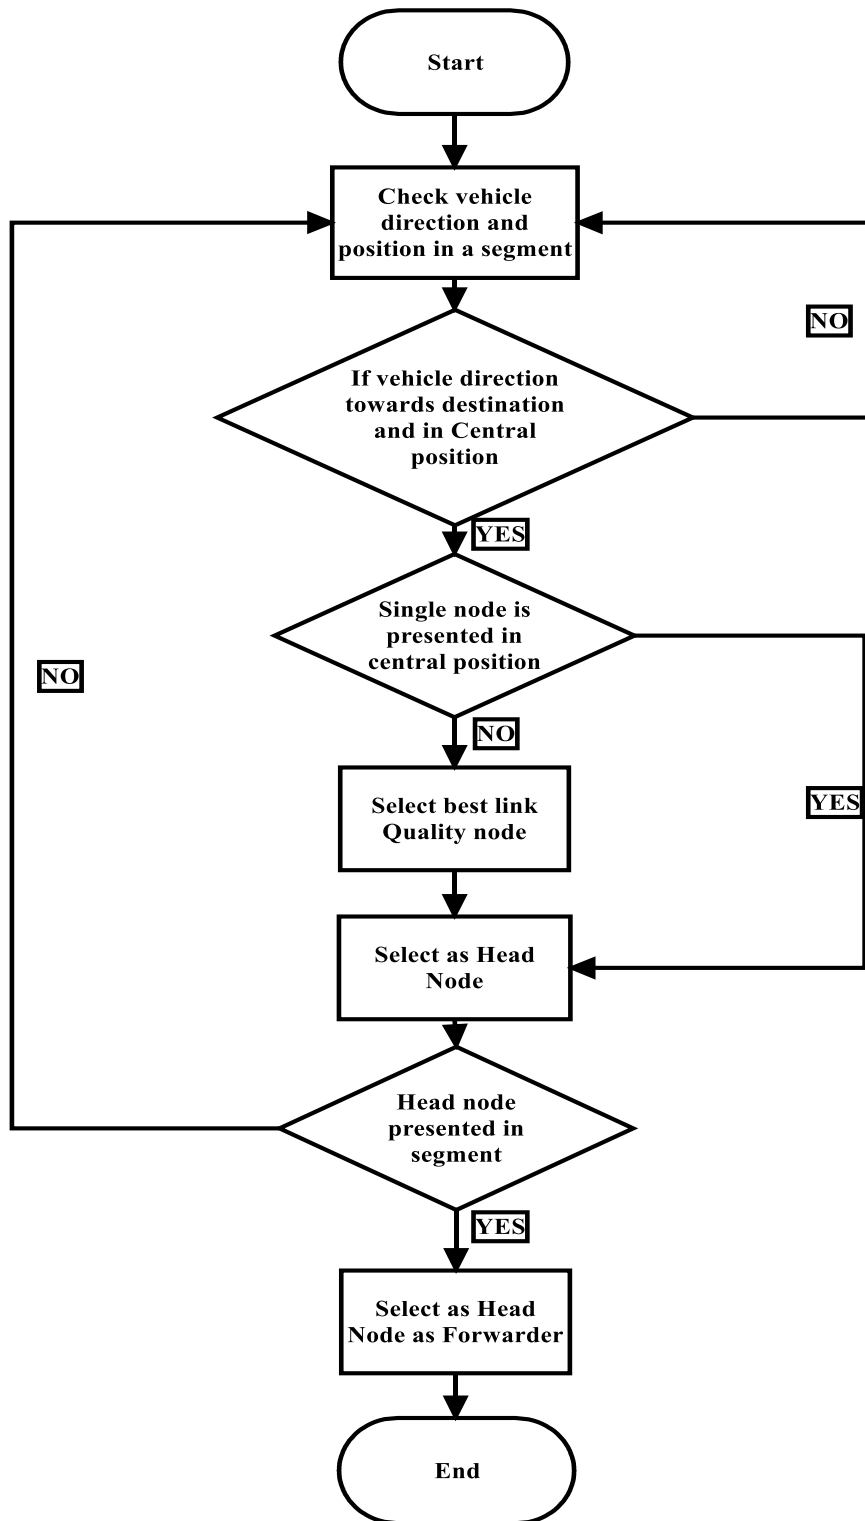 Start
Check vehicle
direction and
position in a segment
NO
If vehicle direction
towards destination
and in Central
position
YES
Single node is
presented in
central position
NO
NO
Select best link
Quality node
YES
Select as Head
Node
Head node
presented in
segment
YES
Select as Head
Node as Forwarder
End